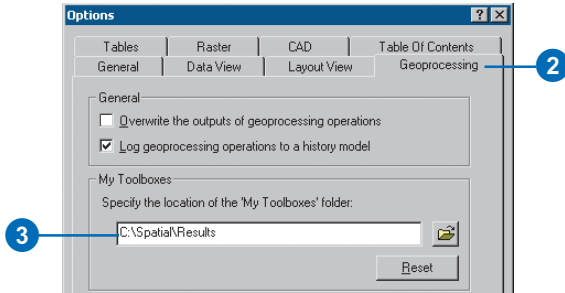 Options
Tables Raster CAD Table Of Contents
General Data View Layout View Geoprocessing
2
General
Overwrite the outputs of geoprocessing operations
Log geoprocessing operations to a history model
My Toolboxes
Specify the location of the 'My Toolboxes' folder:
3
C:\Spatial\Results
Reset